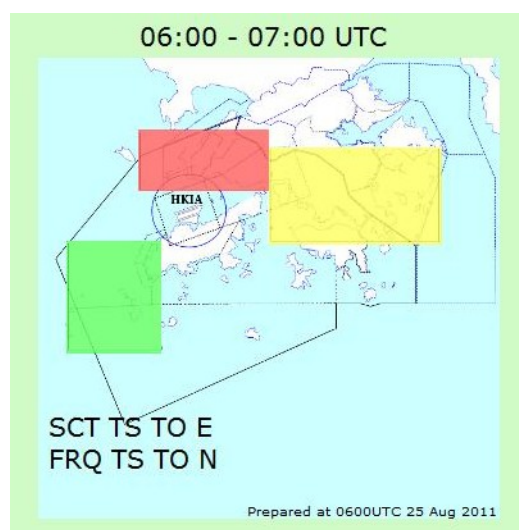 06:00 - 07:00 UTC
HKIA
SCT TS TO E
FRQ TS TO N
Prepared at 0600UTC 25 Aug 2011